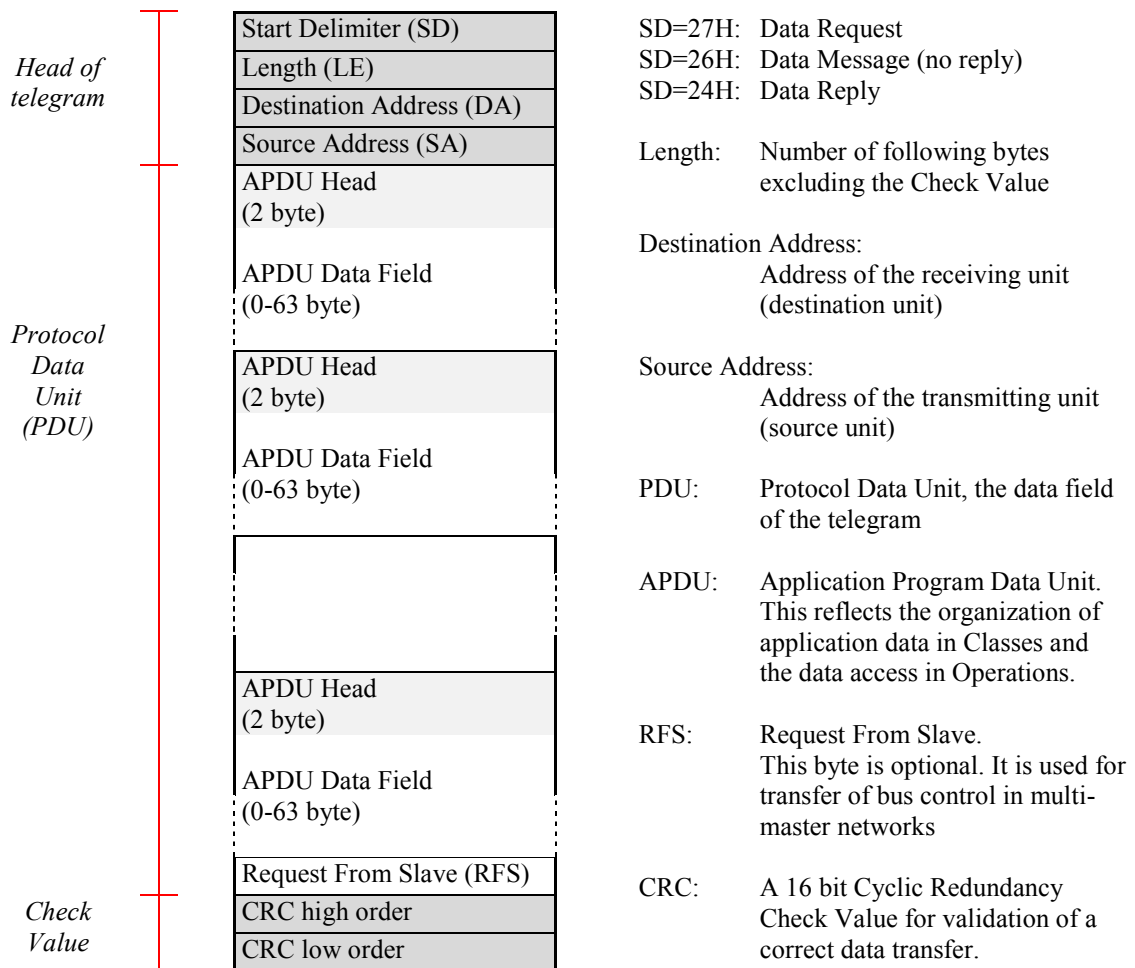 Head of
telegram
Start Delimiter (SD)
Length (LE)
Destination Address (DA)
Source Address (SA)
Protocol
Data
Unit
(PDU)
APDU Head
(2 byte)
APDU Data Field
(0-63 byte)
APDU Head
(2 byte)
APDU Data Field
(0-63 byte)
APDU Head
(2 byte)
APDU Data Field
(0-63 byte)
Request From Slave (RFS)
Check
Value
CRC high order
CRC low order
SD=27H: Data Request
SD=26H: Data Message (no reply)
SD=24H: Data Reply
Length: Number of following bytes
excluding the Check Value
Destination Address:
Address of the receiving unit
(destination unit)
Source Address:
Address of the transmitting unit
(source unit)
PDU: Protocol Data Unit, the data field
of the telegram
APDU: Application Program Data Unit.
This reflects the organization of
application data in Classes and
the data access in Operations.
RFS: Request From Slave.
This byte is optional. It is used for
transfer of bus control in multi-
master networks
CRC: A 16 bit Cyclic Redundancy
Check Value for validation of a
correct data transfer.